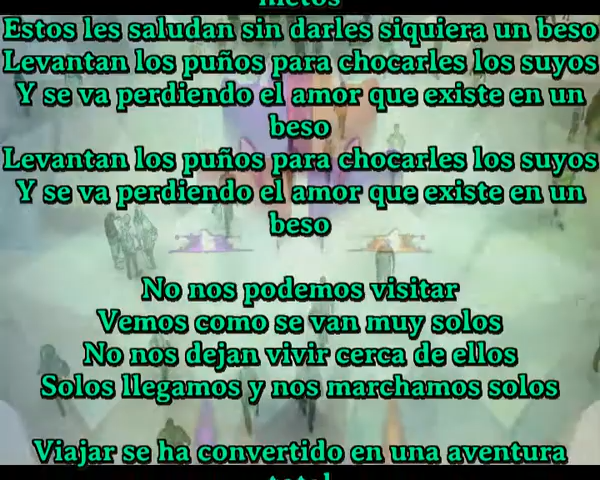 nietos
Estos les saludan sin darles siquiera un beso
Levantan los puños para chocarles los suyos
Y se va perdiendo el amor que existe en un
beso
Levantan los puños para chocarles los suyos
Y se va perdiendo el amor que existe en un
beso
No nos podemos visitar
Vemos como se van muy solos
No nos dejan vivir cerca de ellos
Solos llegamos y nos marchamos solos
Viajar se ha convertido en una aventura